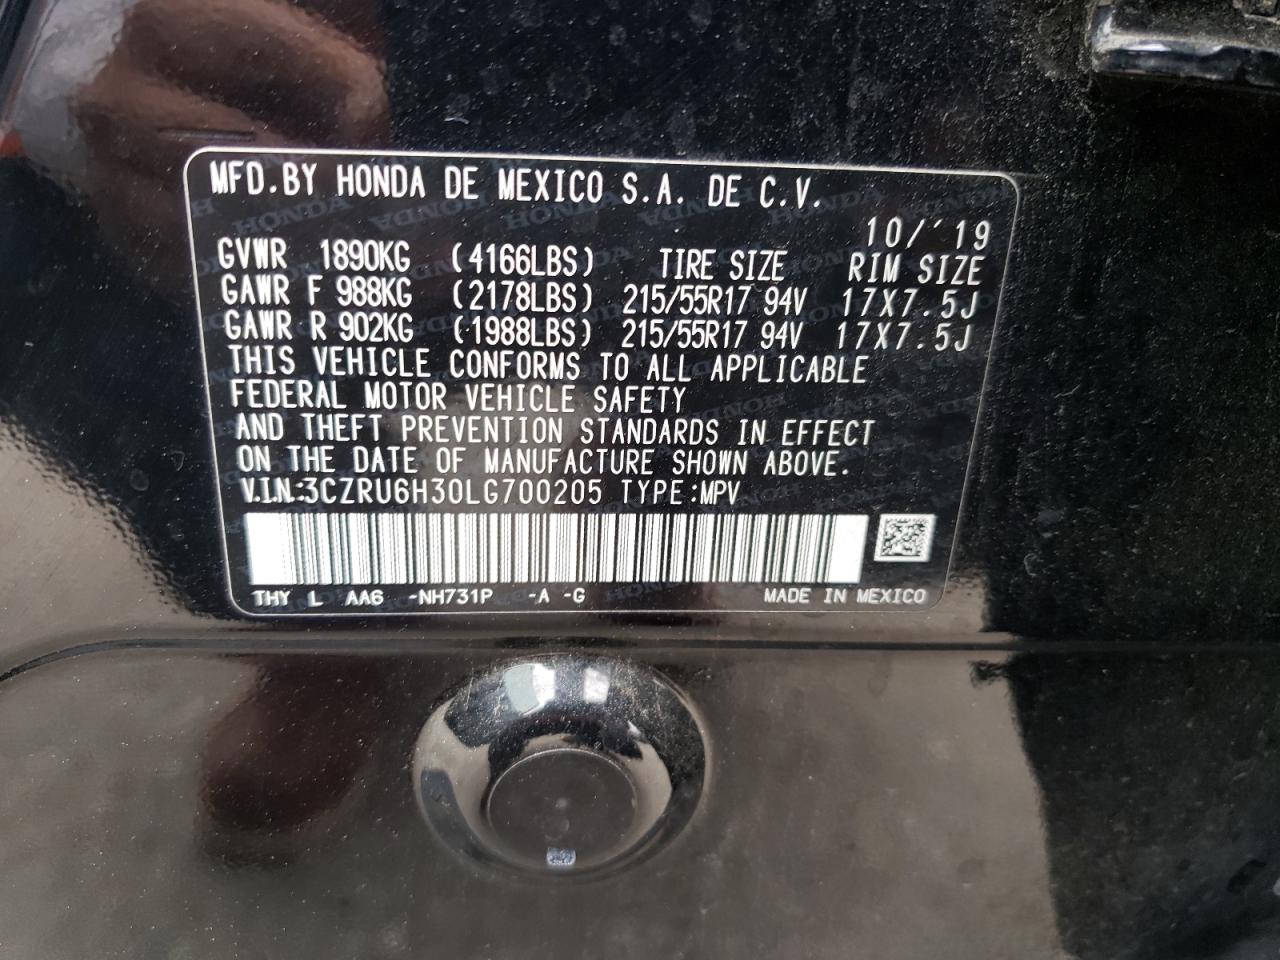 MFD.BY HONDA DE MEXICO S.A. DE C.V.
10/'19
GVWR 1890KG (4166LBS) TIRE SIZE RIM SIZE
GAWR F 988KG (2178LBS) 215/55R17 94V 17X7.5J
GAWR R 902KG (1988LBS) 215/55R17 94V 17X7.5J
THIS VEHICLE CONFORMS TO ALL APPLICABLE
FEDERAL MOTOR VEHICLE SAFETY
AND THEFT PREVENTION STANDARDS IN EFFECT
ON THE DATE OF MANUFACTURE SHOWN ABOVE.
V.I.N.:3CZRU6H30LG700205 TYPE:MPV
THY L AA6 -NH731P -A -G MADE IN MEXICO